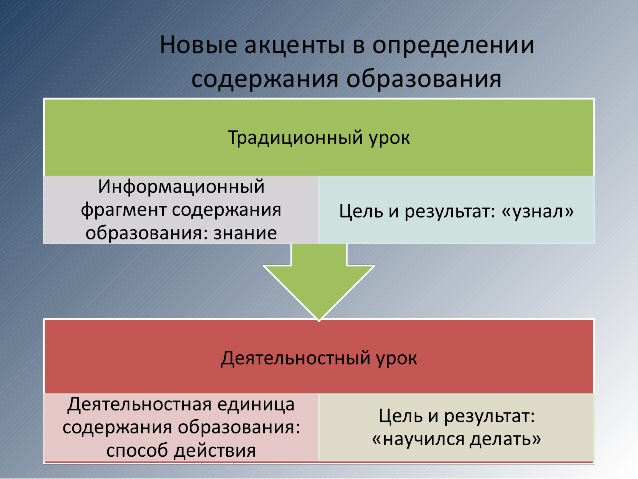 Новые акценты в определении
содержания образования
Традиционный урок
Информационный
фрагмент содержания
образования: знание
Цель и результат: «узнал»
Деятельностный урок
Деятельностная единица
содержания образования:
способ действия
Цель и результат:
«научился делать»